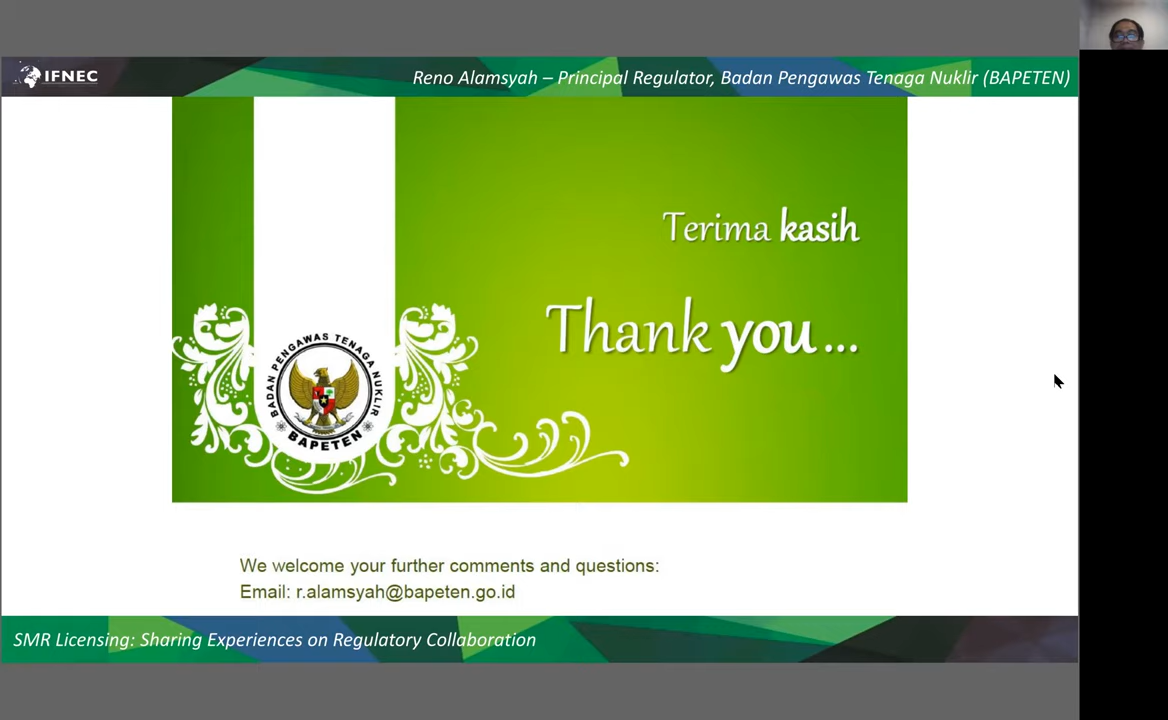 IFNEC
Reno Alamsyah – Principal Regulator, Badan Pengawas Tenaga Nuklir (BAPETEN)
Terima kasih
Thank you...
BADAN PENGAWAS TENAGA NUKLIR
BAPETEN
We welcome your further comments and questions:
Email: r.alamsyah@bapeten.go.id
SMR Licensing: Sharing Experiences on Regulatory Collaboration